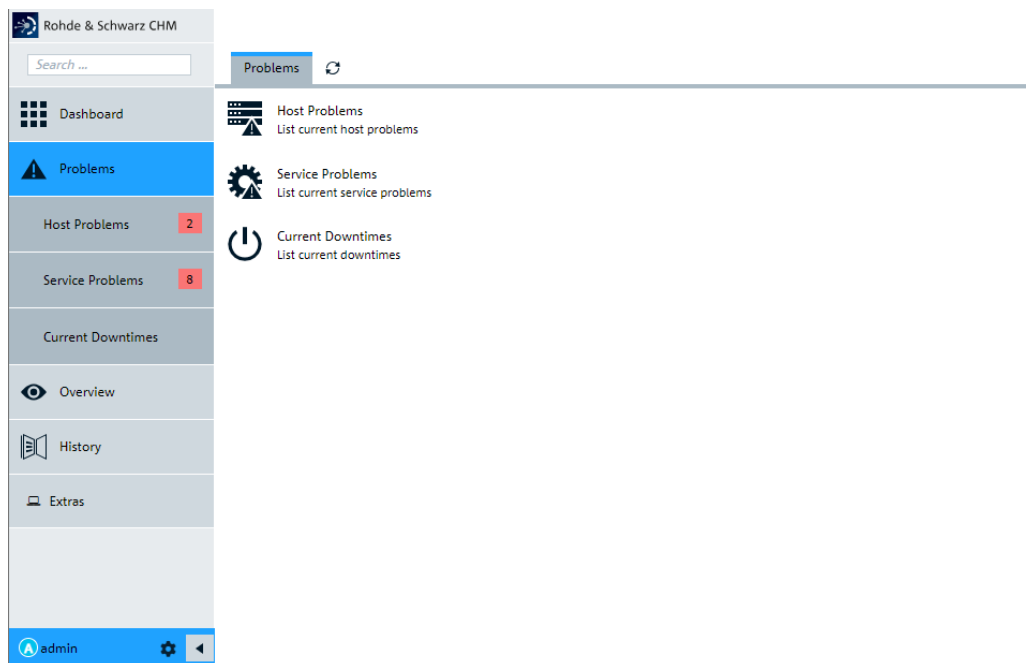 Rohde & Schwarz CHM
Search ...
Dashboard
Problems
Host Problems 2
Service Problems 8
Current Downtimes
Overview
History
Extras
A admin
Problems
Host Problems
List current host problems
Service Problems
List current service problems
Current Downtimes
List current downtimes